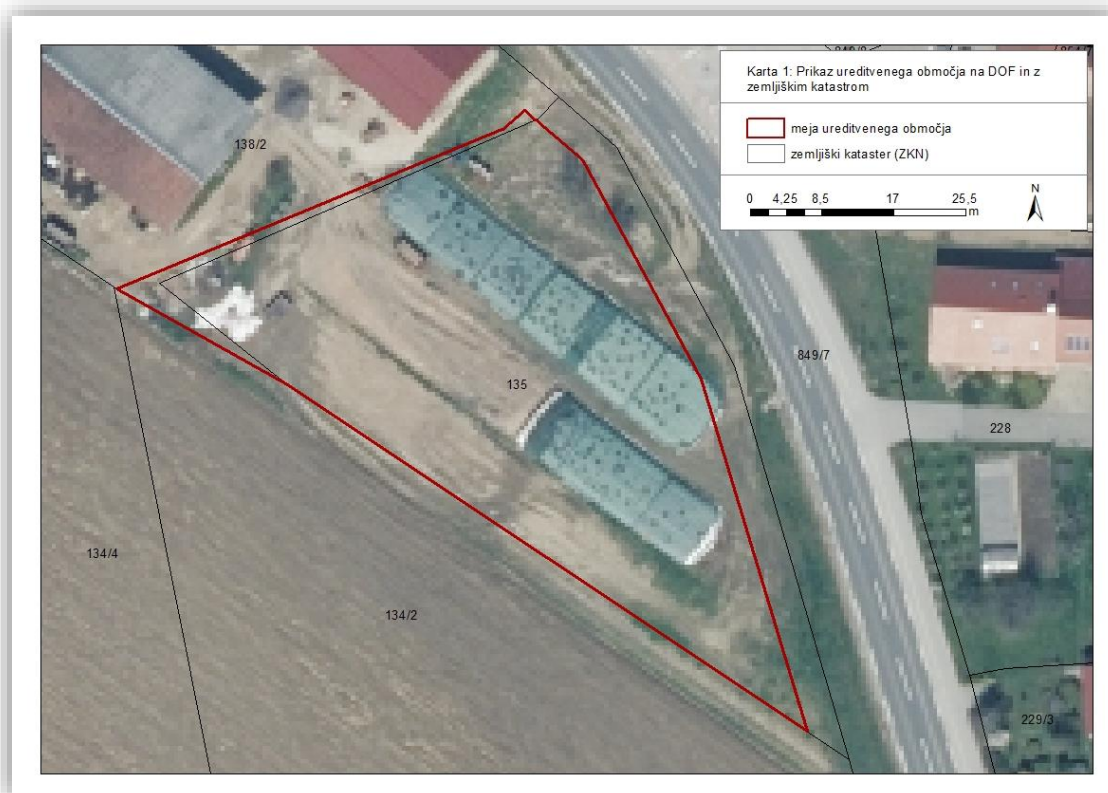 Karta 1: Prikaz ureditvenega območja na DOF in z
zemljiškim katastrom
meja ureditvenega območja
zemljiški kataster (ZKN)
0 4,25 8,5 17 25,5
m
N
138/2
849/7
135
228
134/4
134/2
229/3